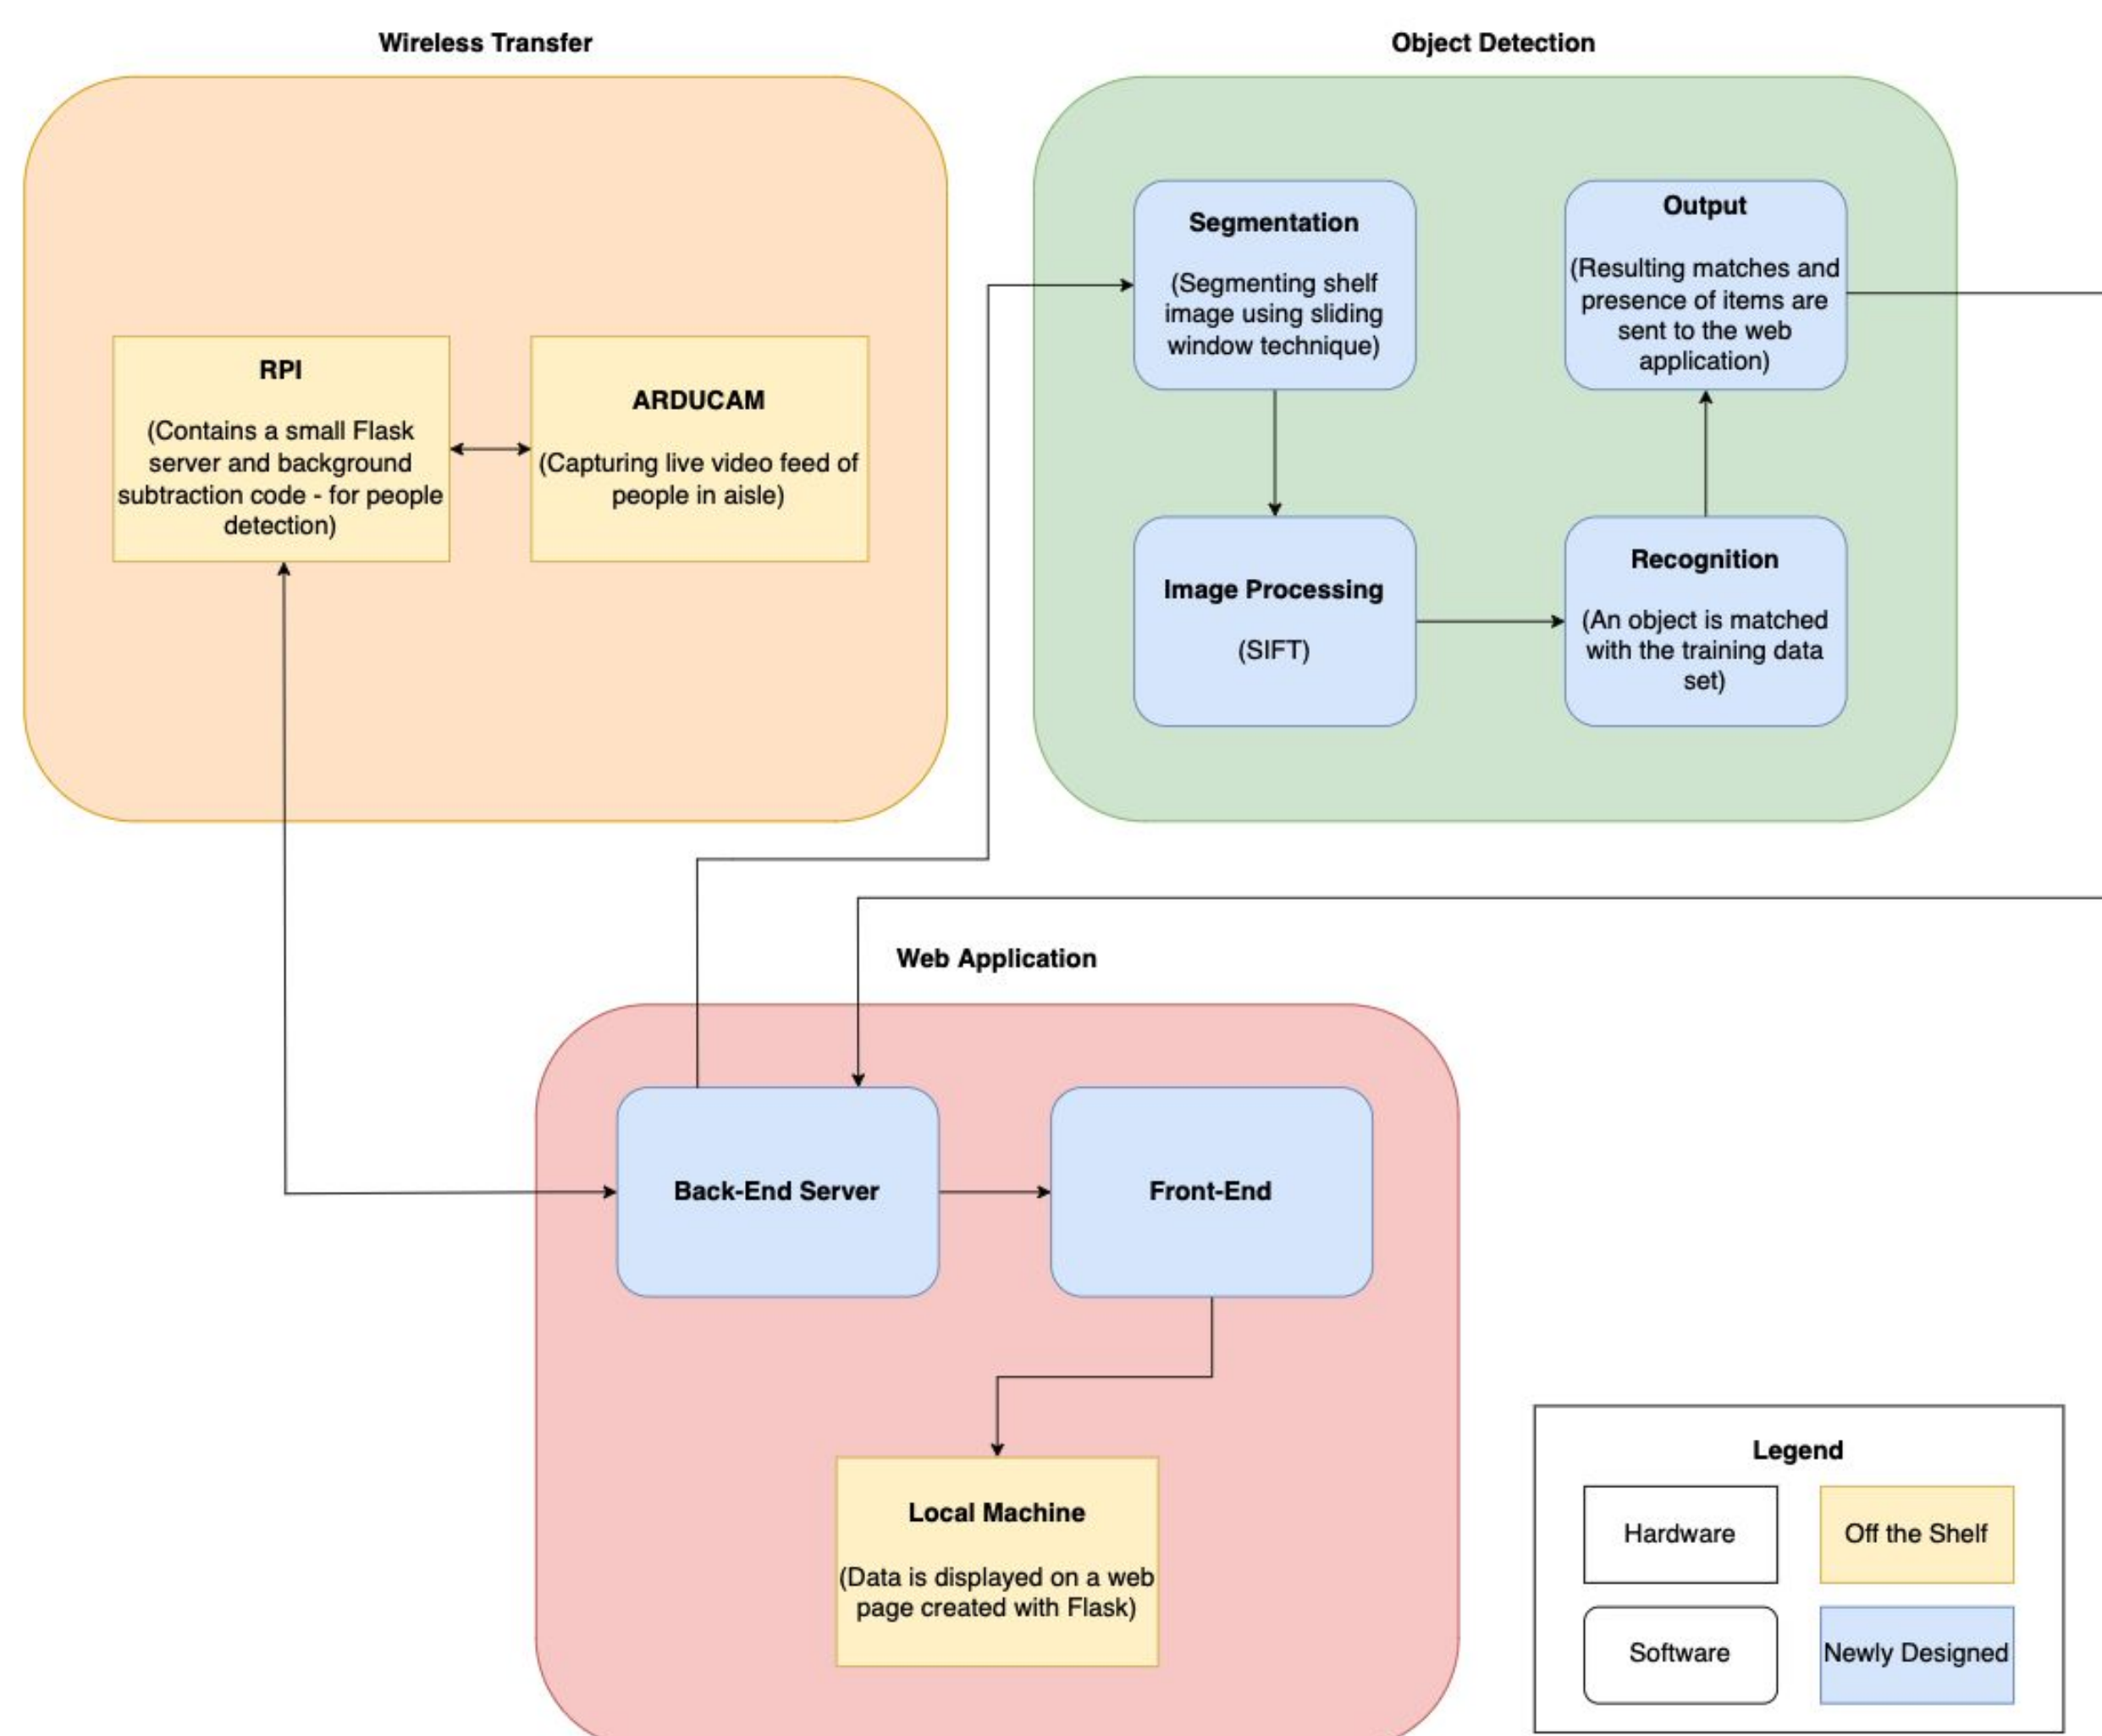 Wireless Transfer
RPI
(Contains a small Flask
server and background
subtraction code - for people
detection)
ARDUCAM
(Capturing live video feed of
people in aisle)
Object Detection
Segmentation
(Segmenting shelf
image using sliding
window technique)
Output
(Resulting matches and
presence of items are
sent to the web
application)
Image Processing
(SIFT)
Recognition
(An object is matched
with the training data
set)
Web Application
Back-End Server
Front-End
Local Machine
(Data is displayed on a web
page created with Flask)
Legend
Hardware
Off the Shelf
Software
Newly Designed